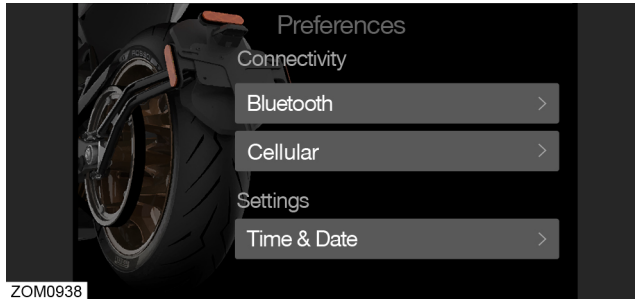 Preferences
Connectivity
Bluetooth
Cellular
Settings
Time & Date
ZOM0938